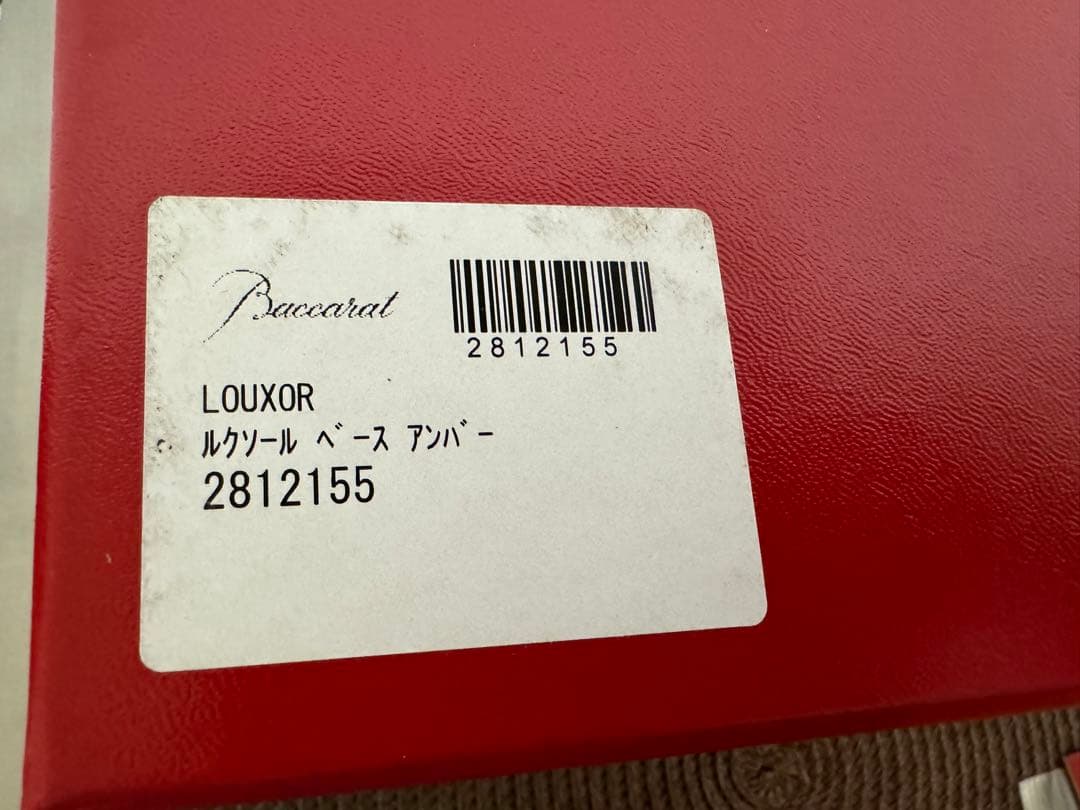 Baccarat
2812155
LOUXOR
ﾙｸｿｰﾙ ﾍﾞｰｽ ｱﾝﾊﾞｰ
2812155